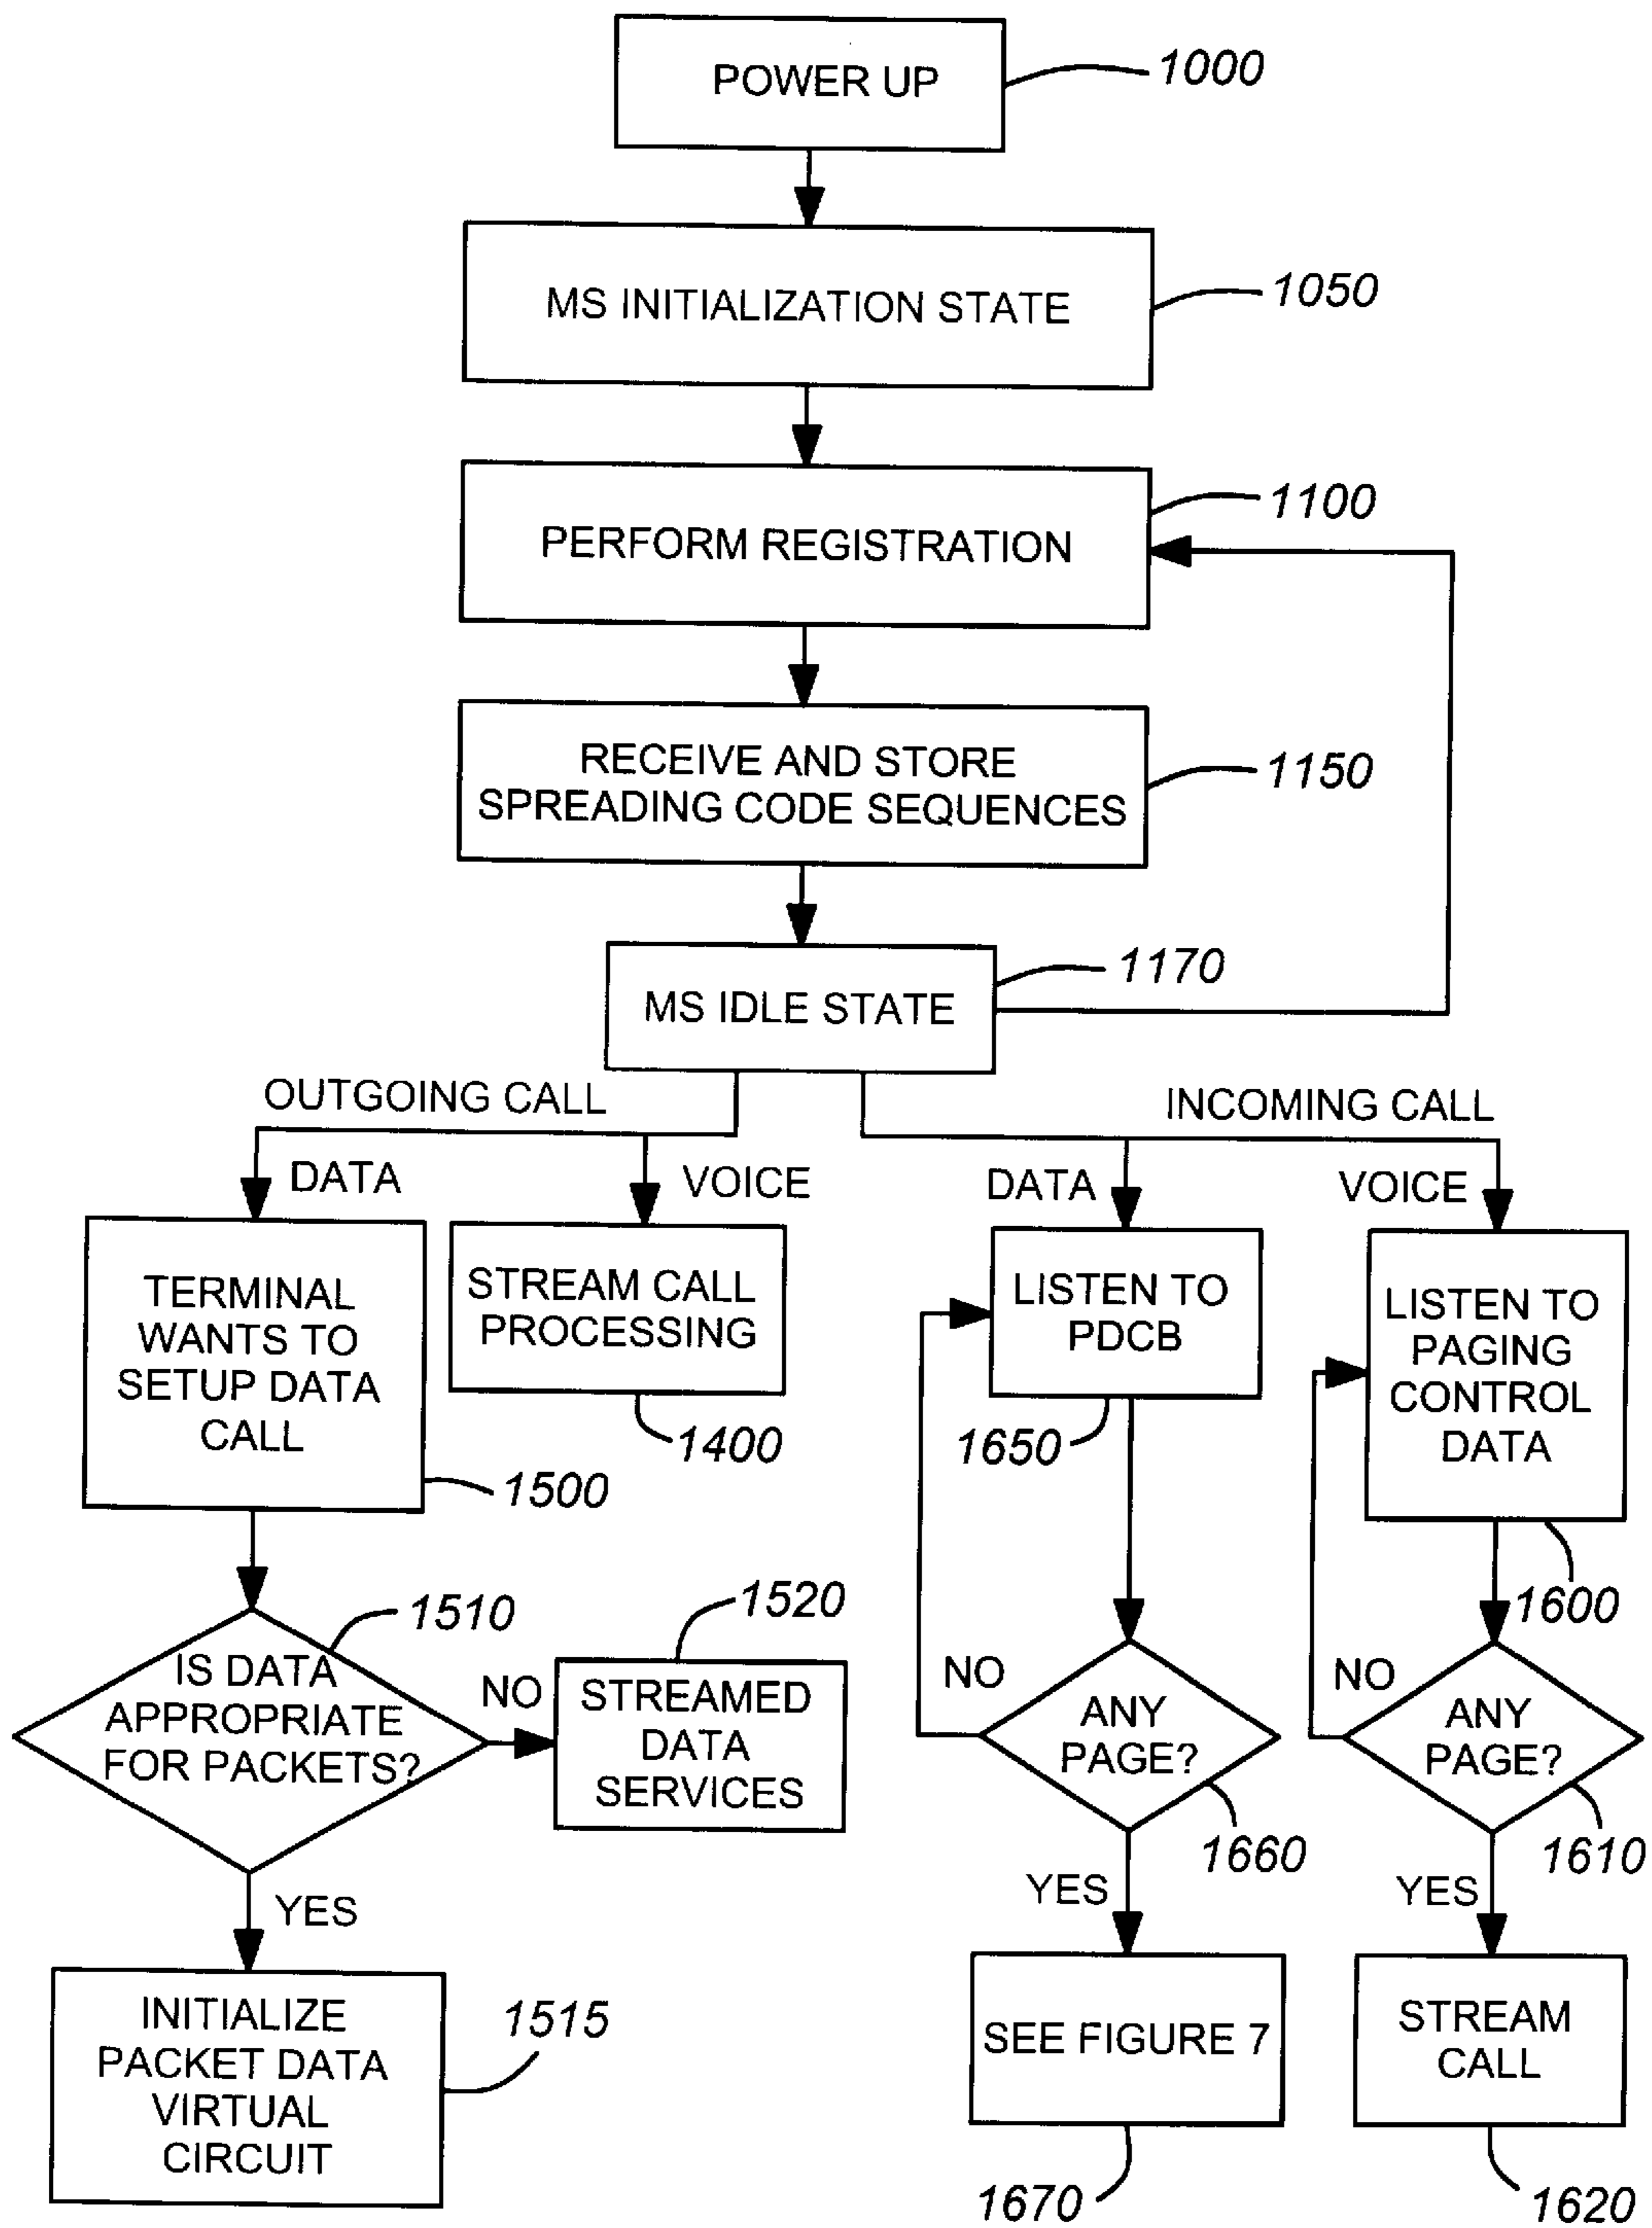 POWER UP
1000
MS INITIALIZATION STATE
1050
1100
PERFORM REGISTRATION
RECEIVE AND STORE
SPREADING CODE SEQUENCES
1150
1170
MS IDLE STATE
OUTGOING CALL
INCOMING CALL
DATA
VOICE
DATA
VOICE
TERMINAL
WANTS TO
SETUP DATA
CALL
1500
STREAM CALL
PROCESSING
1400
LISTEN TO
PDCB
1650
LISTEN TO
PAGING
CONTROL
DATA
1600
1510
IS DATA
APPROPRIATE
FOR PACKETS?
NO
1520
STREAMED
DATA
SERVICES
NO
ANY
PAGE?
1660
NO
ANY
PAGE?
1610
YES
YES
YES
INITIALIZE
PACKET DATA
VIRTUAL
CIRCUIT
1515
SEE FIGURE 7
1670
STREAM
CALL
1620